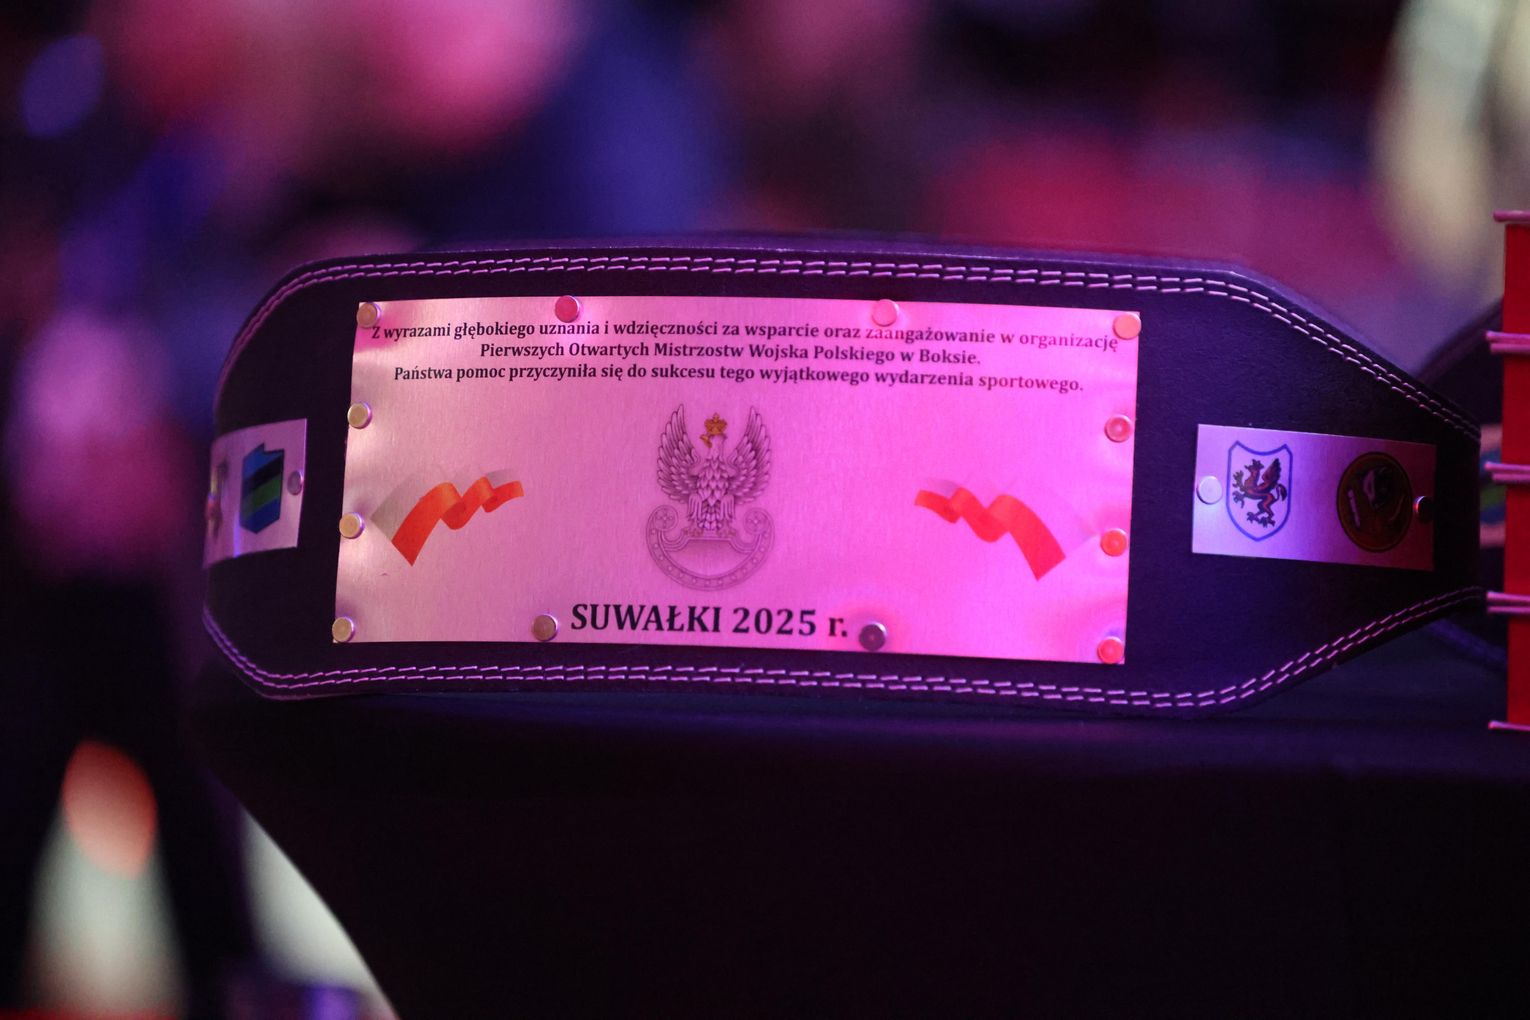 Z wyrazami głębokiego uznania i wdzięczności za wsparcie oraz zaangażowanie w organizację
Pierwszych Otwartych Mistrzostw Wojska Polskiego w Boksie.
Państwa pomoc przyczyniła się do sukcesu tego wyjątkowego wydarzenia sportowego.
SUWAŁKI 2025 r.